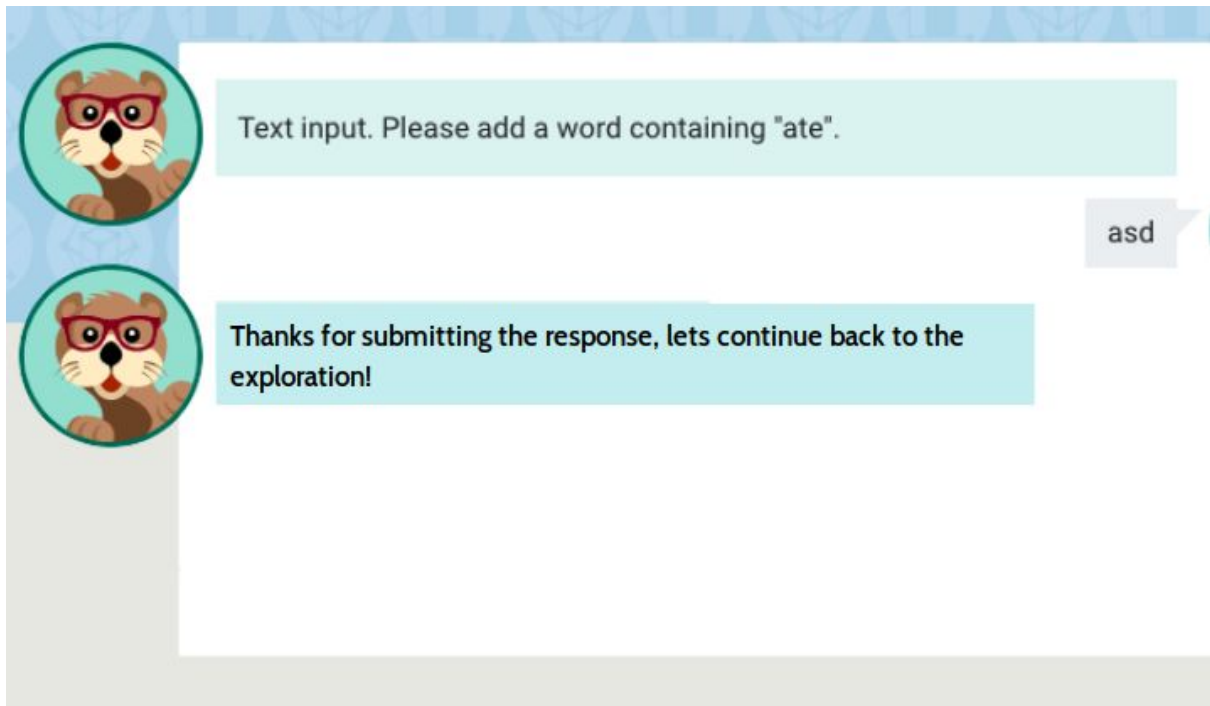 Text input. Please add a word containing "ate".
asd
Thanks for submitting the response, lets continue back to the
exploration!